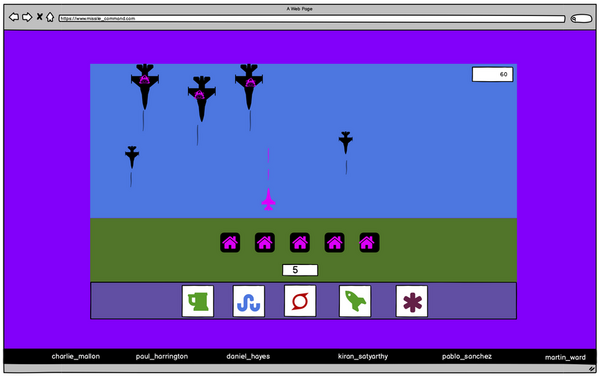 A Web Page
https://www.missile_command.com
60
5
charlie_mallon paul_harrington daniel_hayes kiran_satyarthy pablo_sanchez martin_ward